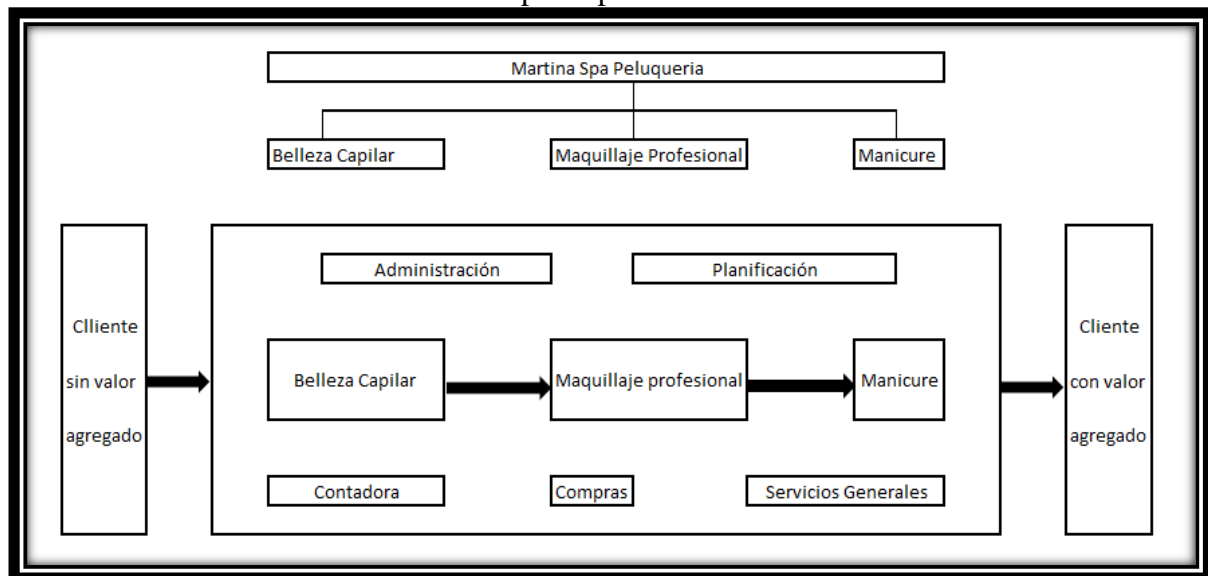 Martina Spa Peluqueria
Belleza Capilar
Maquillaje Profesional
Manicure
Administración
Planificación
Clliente
sin valor
agregado
Belleza Capilar
Maquillaje profesional
Manicure
Cliente
con valor
agregado
Contadora
Compras
Servicios Generales